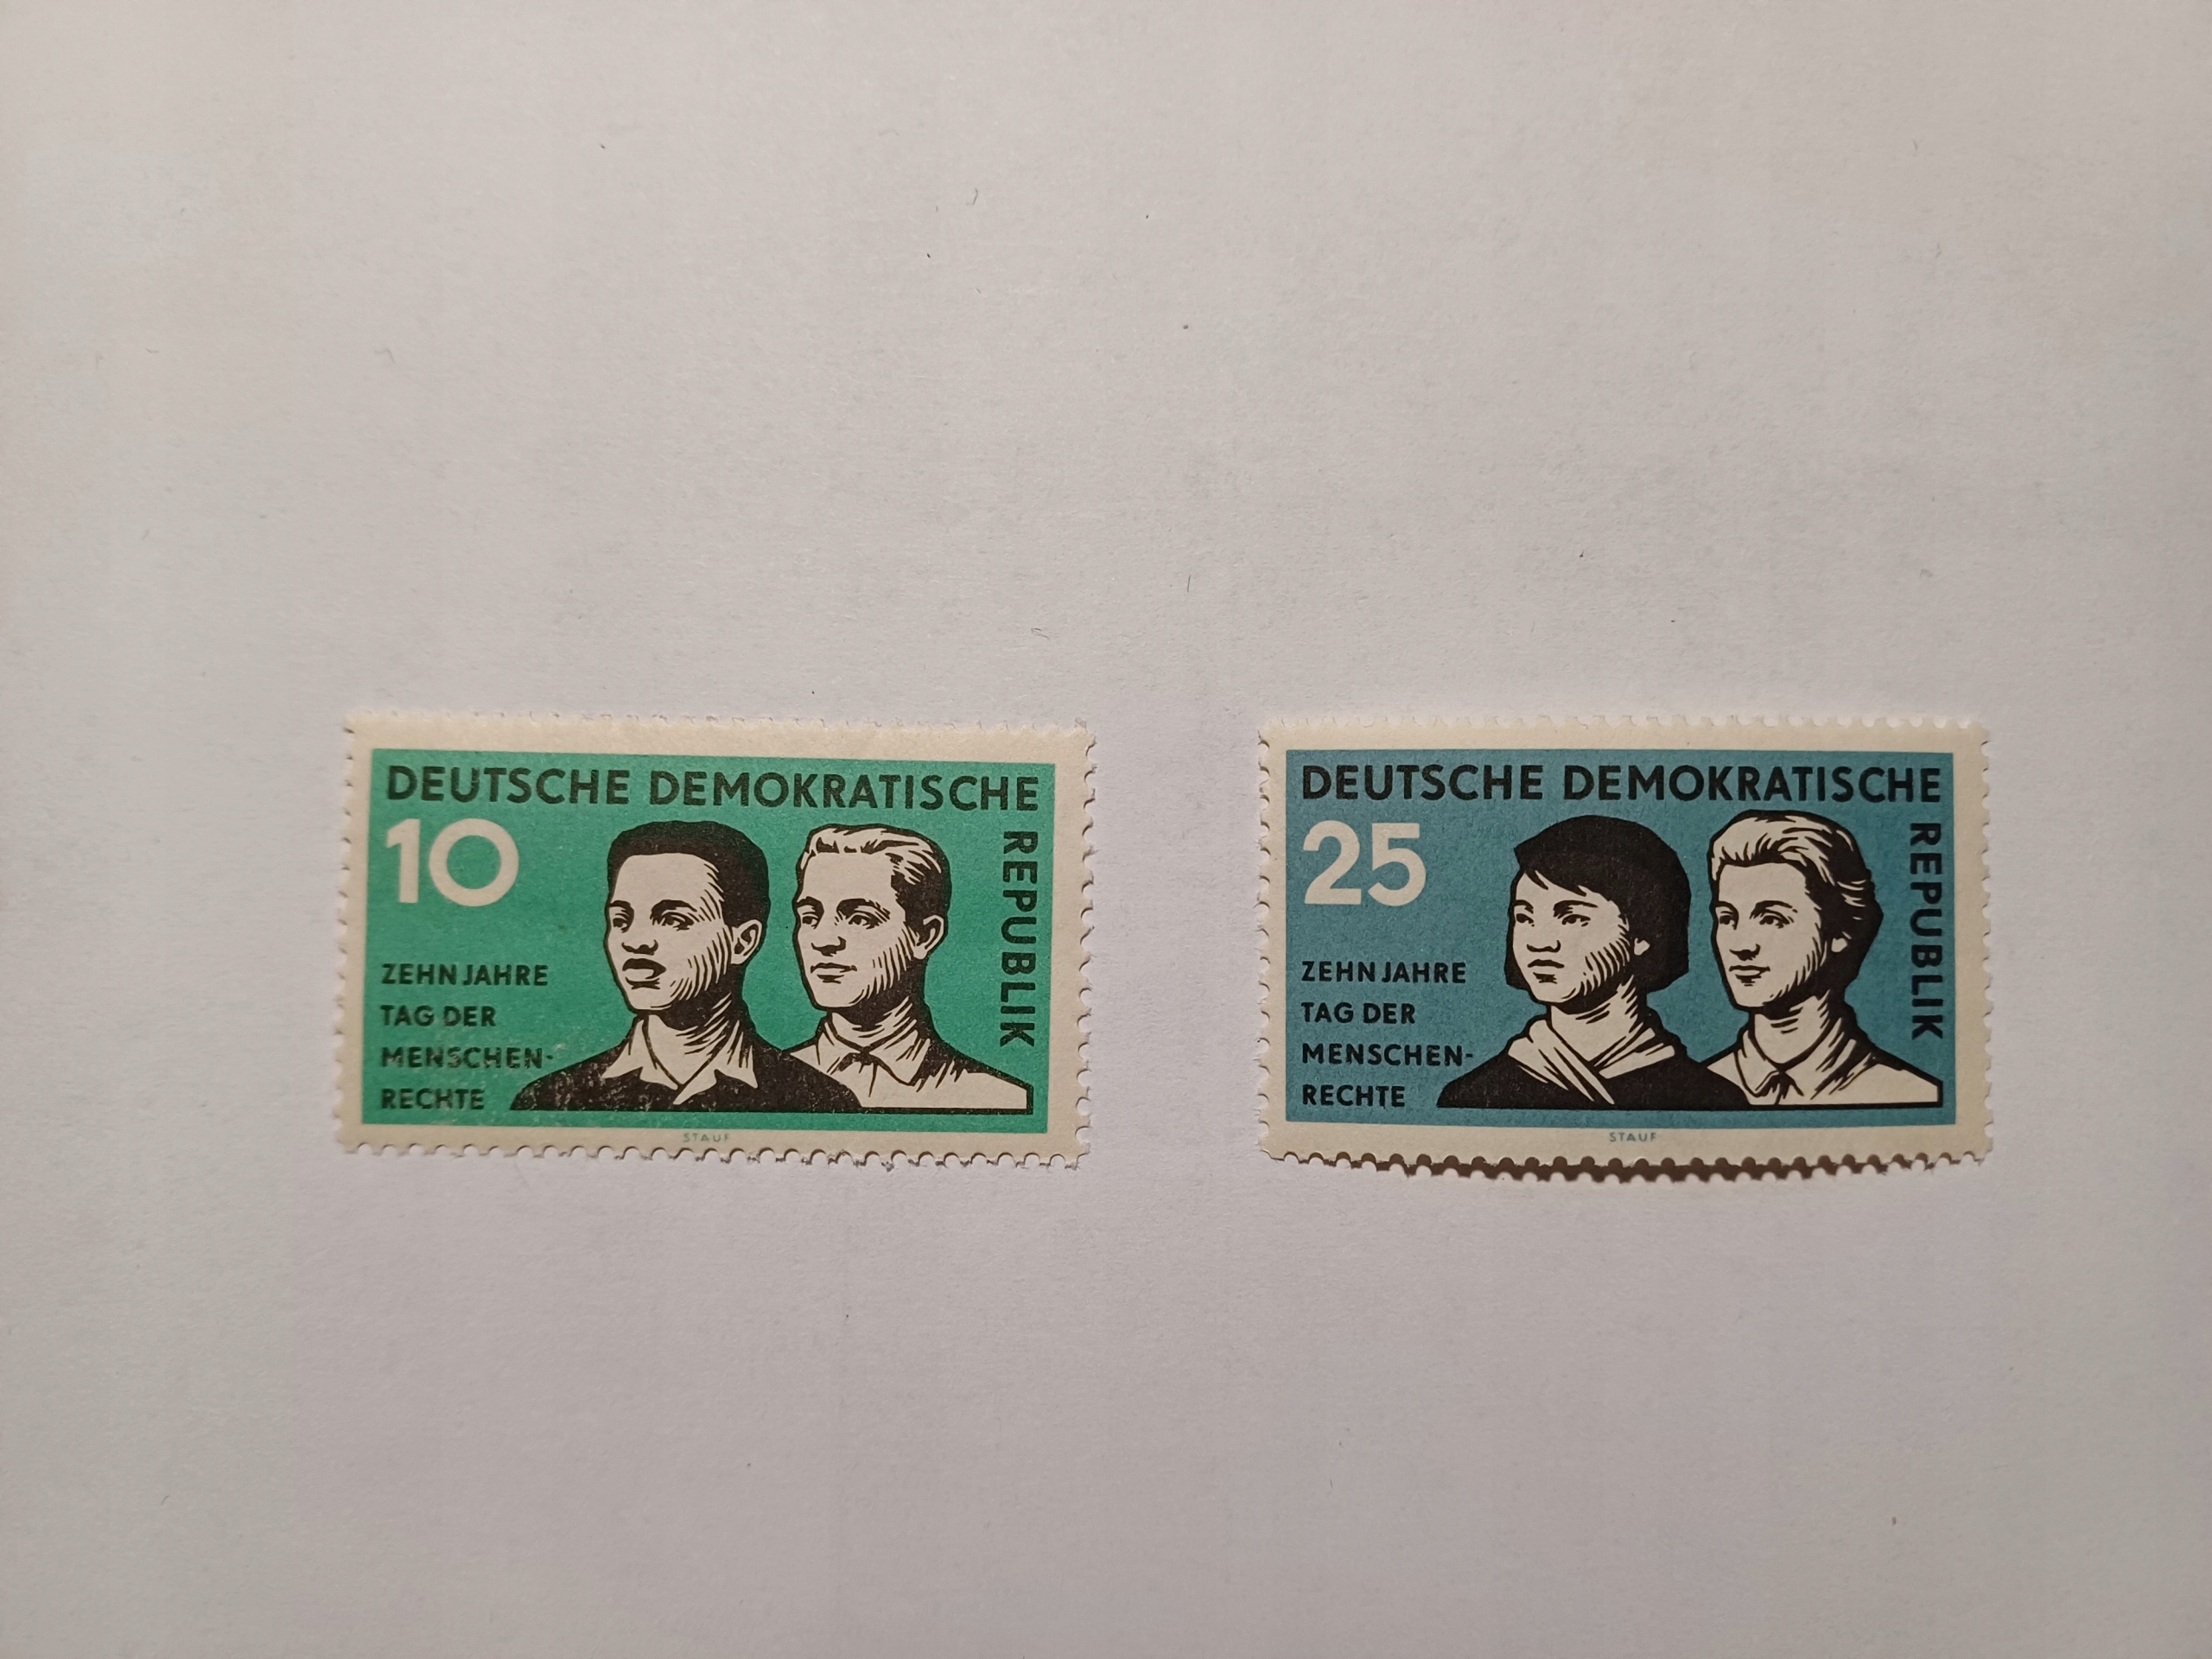 DEUTSCHE DEMOKRATISCHE
REPUBLIK
10
ZEHN JAHRE
TAG DER
MENSCHEN-
RECHTE
STAUF
DEUTSCHE DEMOKRATISCHE
REPUBLIK
25
ZEHN JAHRE
TAG DER
MENSCHEN-
RECHTE
STAUF